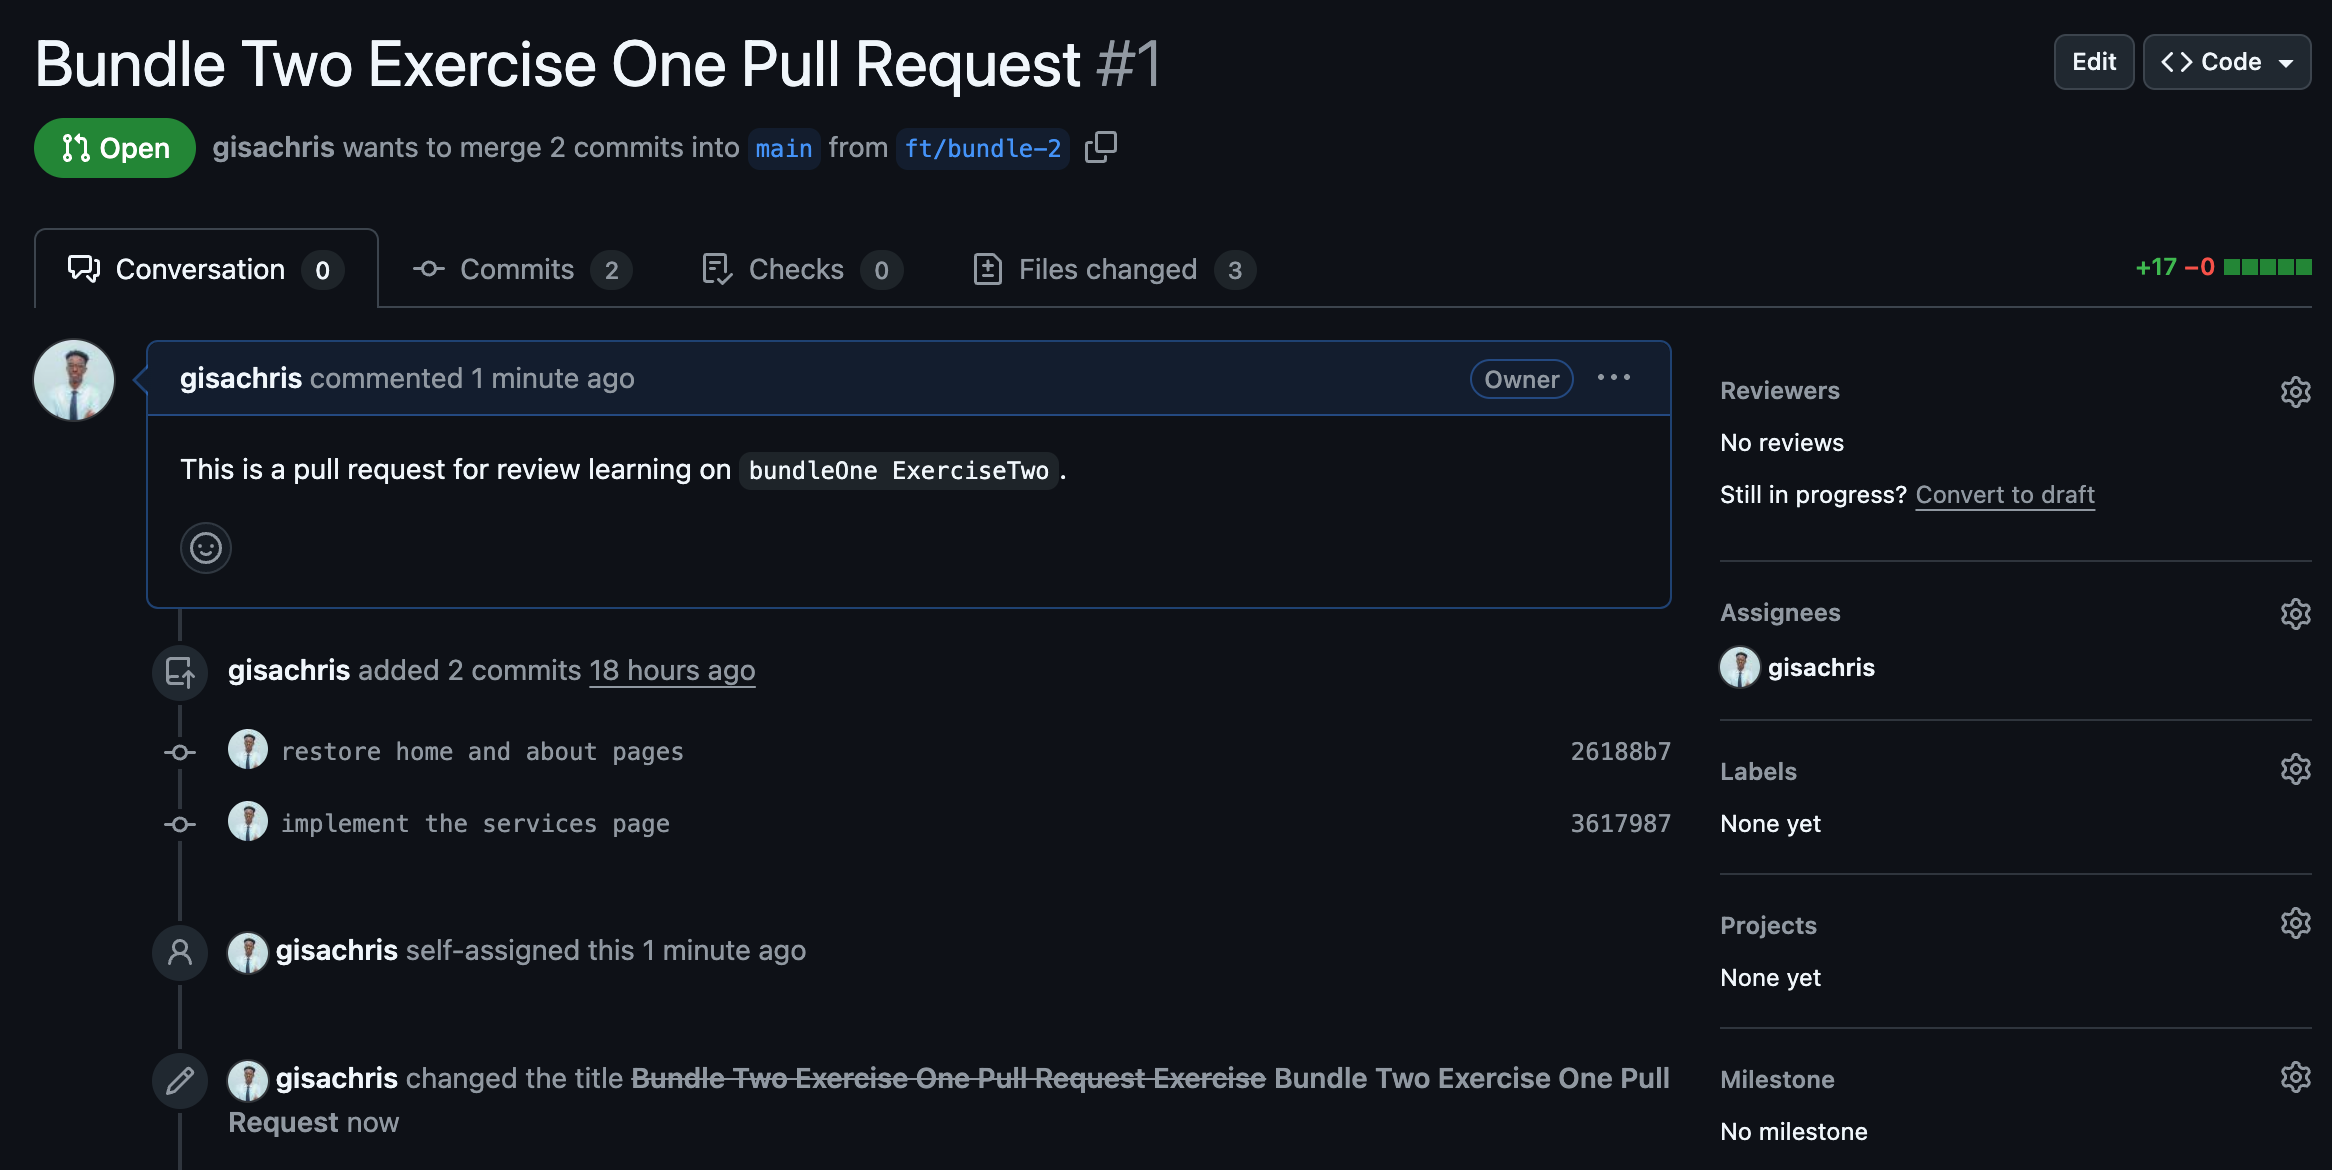 Bundle Two Exercise One Pull Request #1
Edit
Code
Open
gisachris wants to merge 2 commits into main from ft/bundle-2
Conversation 0
Commits 2
Checks 0
Files changed 3
+17 −0
gisachris commented 1 minute ago
Owner
This is a pull request for review learning on bundleOne ExerciseTwo.
gisachris added 2 commits 18 hours ago
restore home and about pages
26188b7
implement the services page
3617987
gisachris self-assigned this 1 minute ago
gisachris changed the title Bundle Two Exercise One Pull Request Exercise Bundle Two Exercise One Pull
Request now
Reviewers
No reviews
Still in progress? Convert to draft
Assignees
gisachris
Labels
None yet
Projects
None yet
Milestone
No milestone